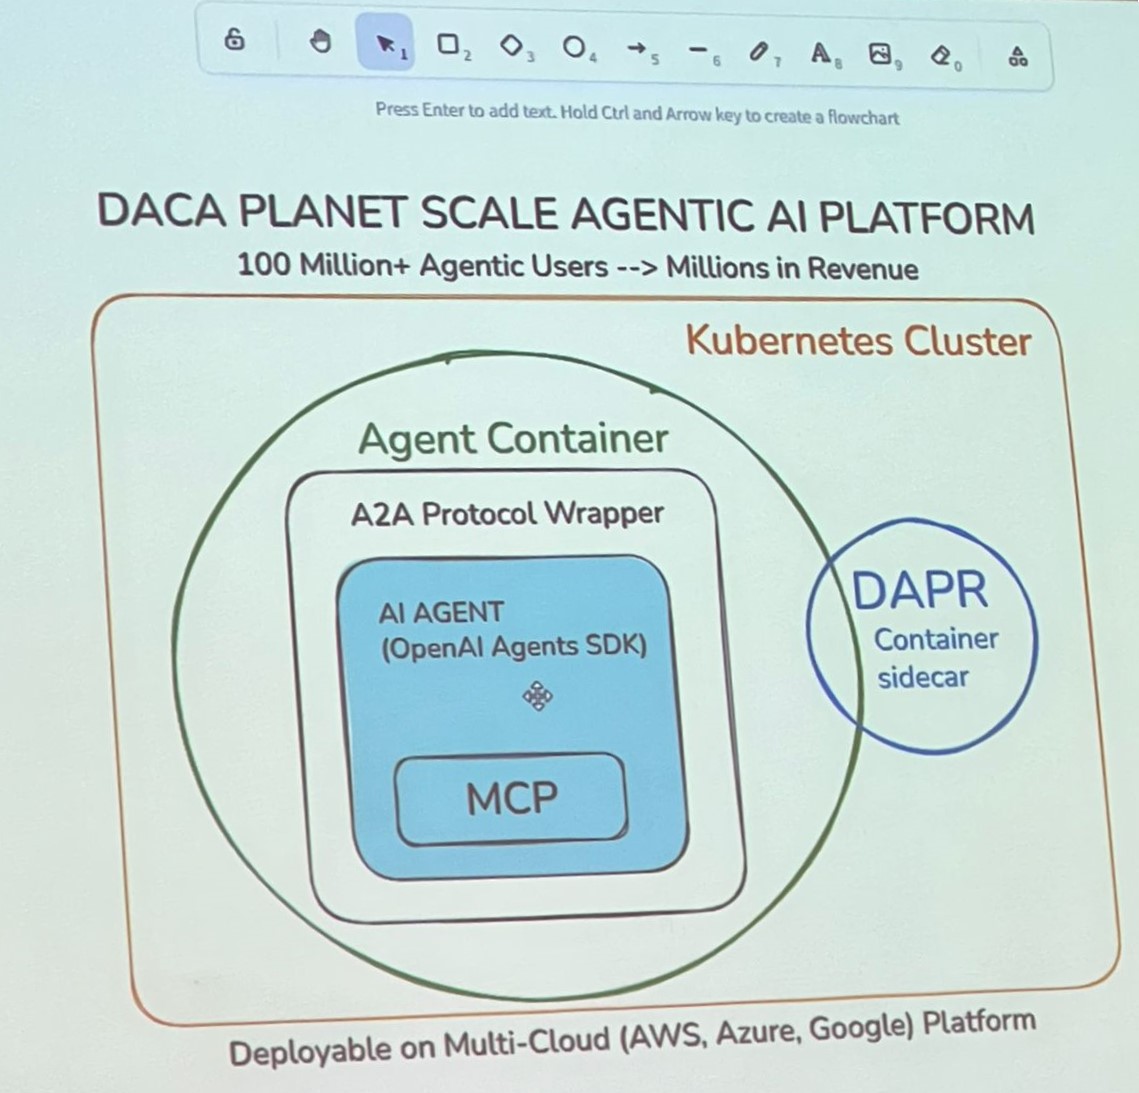 1
2
3
4
5
6
7
A
8
9
0
Press Enter to add text. Hold Ctrl and Arrow key to create a flowchart
DACA PLANET SCALE AGENTIC AI PLATFORM
100 Million+ Agentic Users --> Millions in Revenue
Kubernetes Cluster
Agent Container
A2A Protocol Wrapper
AI AGENT
(OpenAI Agents SDK)
MCP
DAPR
Container
sidecar
Deployable on Multi-Cloud (AWS, Azure, Google) Platform